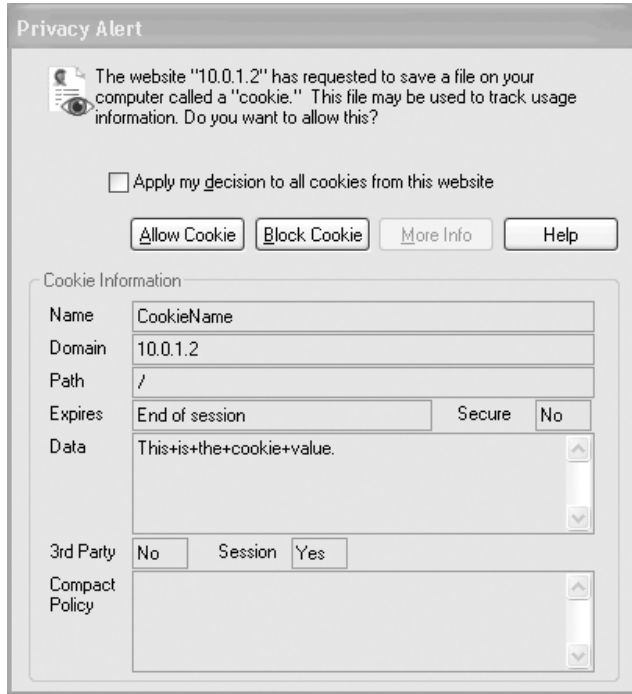 Privacy Alert
The website "10.0.1.2" has requested to save a file on your
computer called a "cookie." This file may be used to track usage
information. Do you want to allow this?
Apply my decision to all cookies from this website
Allow Cookie Block Cookie More Info Help
Cookie Information
Name CookieName
Domain 10.0.1.2
Path /
Expires End of session Secure No
Data This+is+the+cookie+value.
3rd Party No Session Yes
Compact
Policy